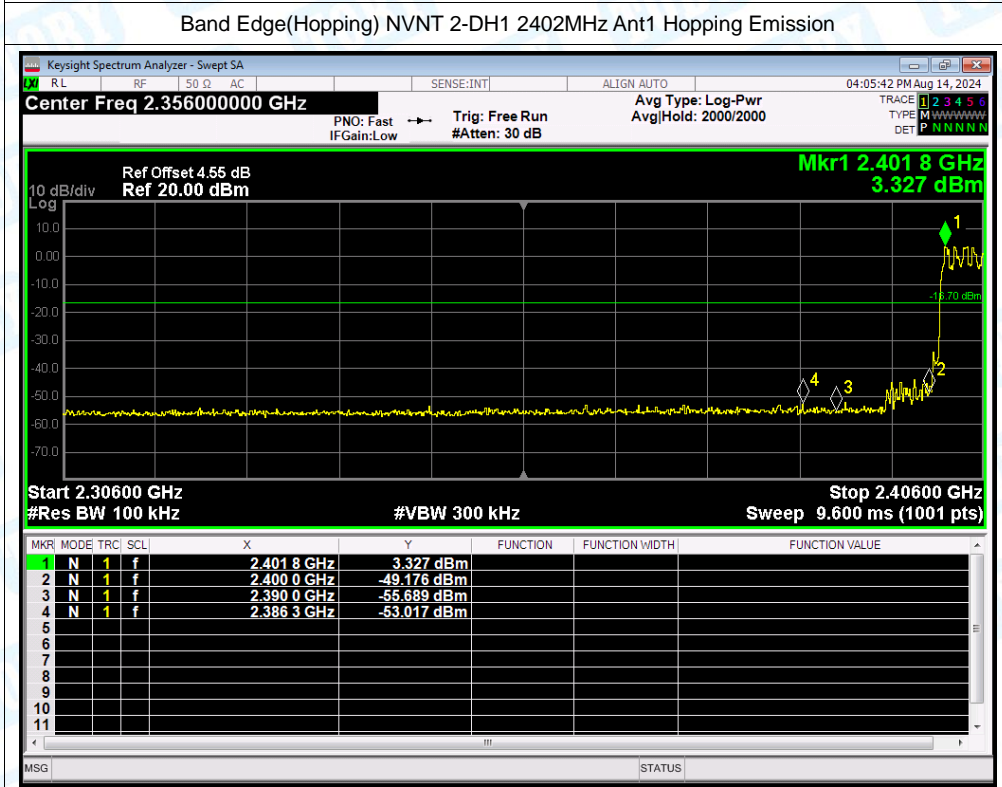 Band Edge(Hopping) NVNT 2-DH1 2402MHz Ant1 Hopping Emission
Keysight Spectrum Analyzer - Swept SA
LXI RL RF 50 Ω AC SENSE:INT ALIGN AUTO 04:05:42 PM Aug 14, 2024
Center Freq 2.356000000 GHz
PNO: Fast
IFGain:Low
Trig: Free Run
#Atten: 30 dB
Avg Type: Log-Pwr
Avg|Hold: 2000/2000
TRACE 1 2 3 4 5 6
TYPE M WWWWW
DET P N N N N N
Mkr1 2.401 8 GHz
3.327 dBm
Ref Offset 4.55 dB
10 dB/div Ref 20.00 dBm
Log
10.0
0.00
-10.0
-20.0
-30.0
-40.0
-50.0
-60.0
-70.0
1
-16.70 dBm
2
3
4
Start 2.30600 GHz Stop 2.40600 GHz
#Res BW 100 kHz #VBW 300 kHz Sweep 9.600 ms (1001 pts)
MKR MODE TRC SCL X Y FUNCTION FUNCTION WIDTH FUNCTION VALUE
1 N 1 f 2.401 8 GHz 3.327 dBm
2 N 1 f 2.400 0 GHz -49.176 dBm
3 N 1 f 2.390 0 GHz -55.689 dBm
4 N 1 f 2.386 3 GHz -53.017 dBm
5
6
7
8
9
10
11
MSG STATUS